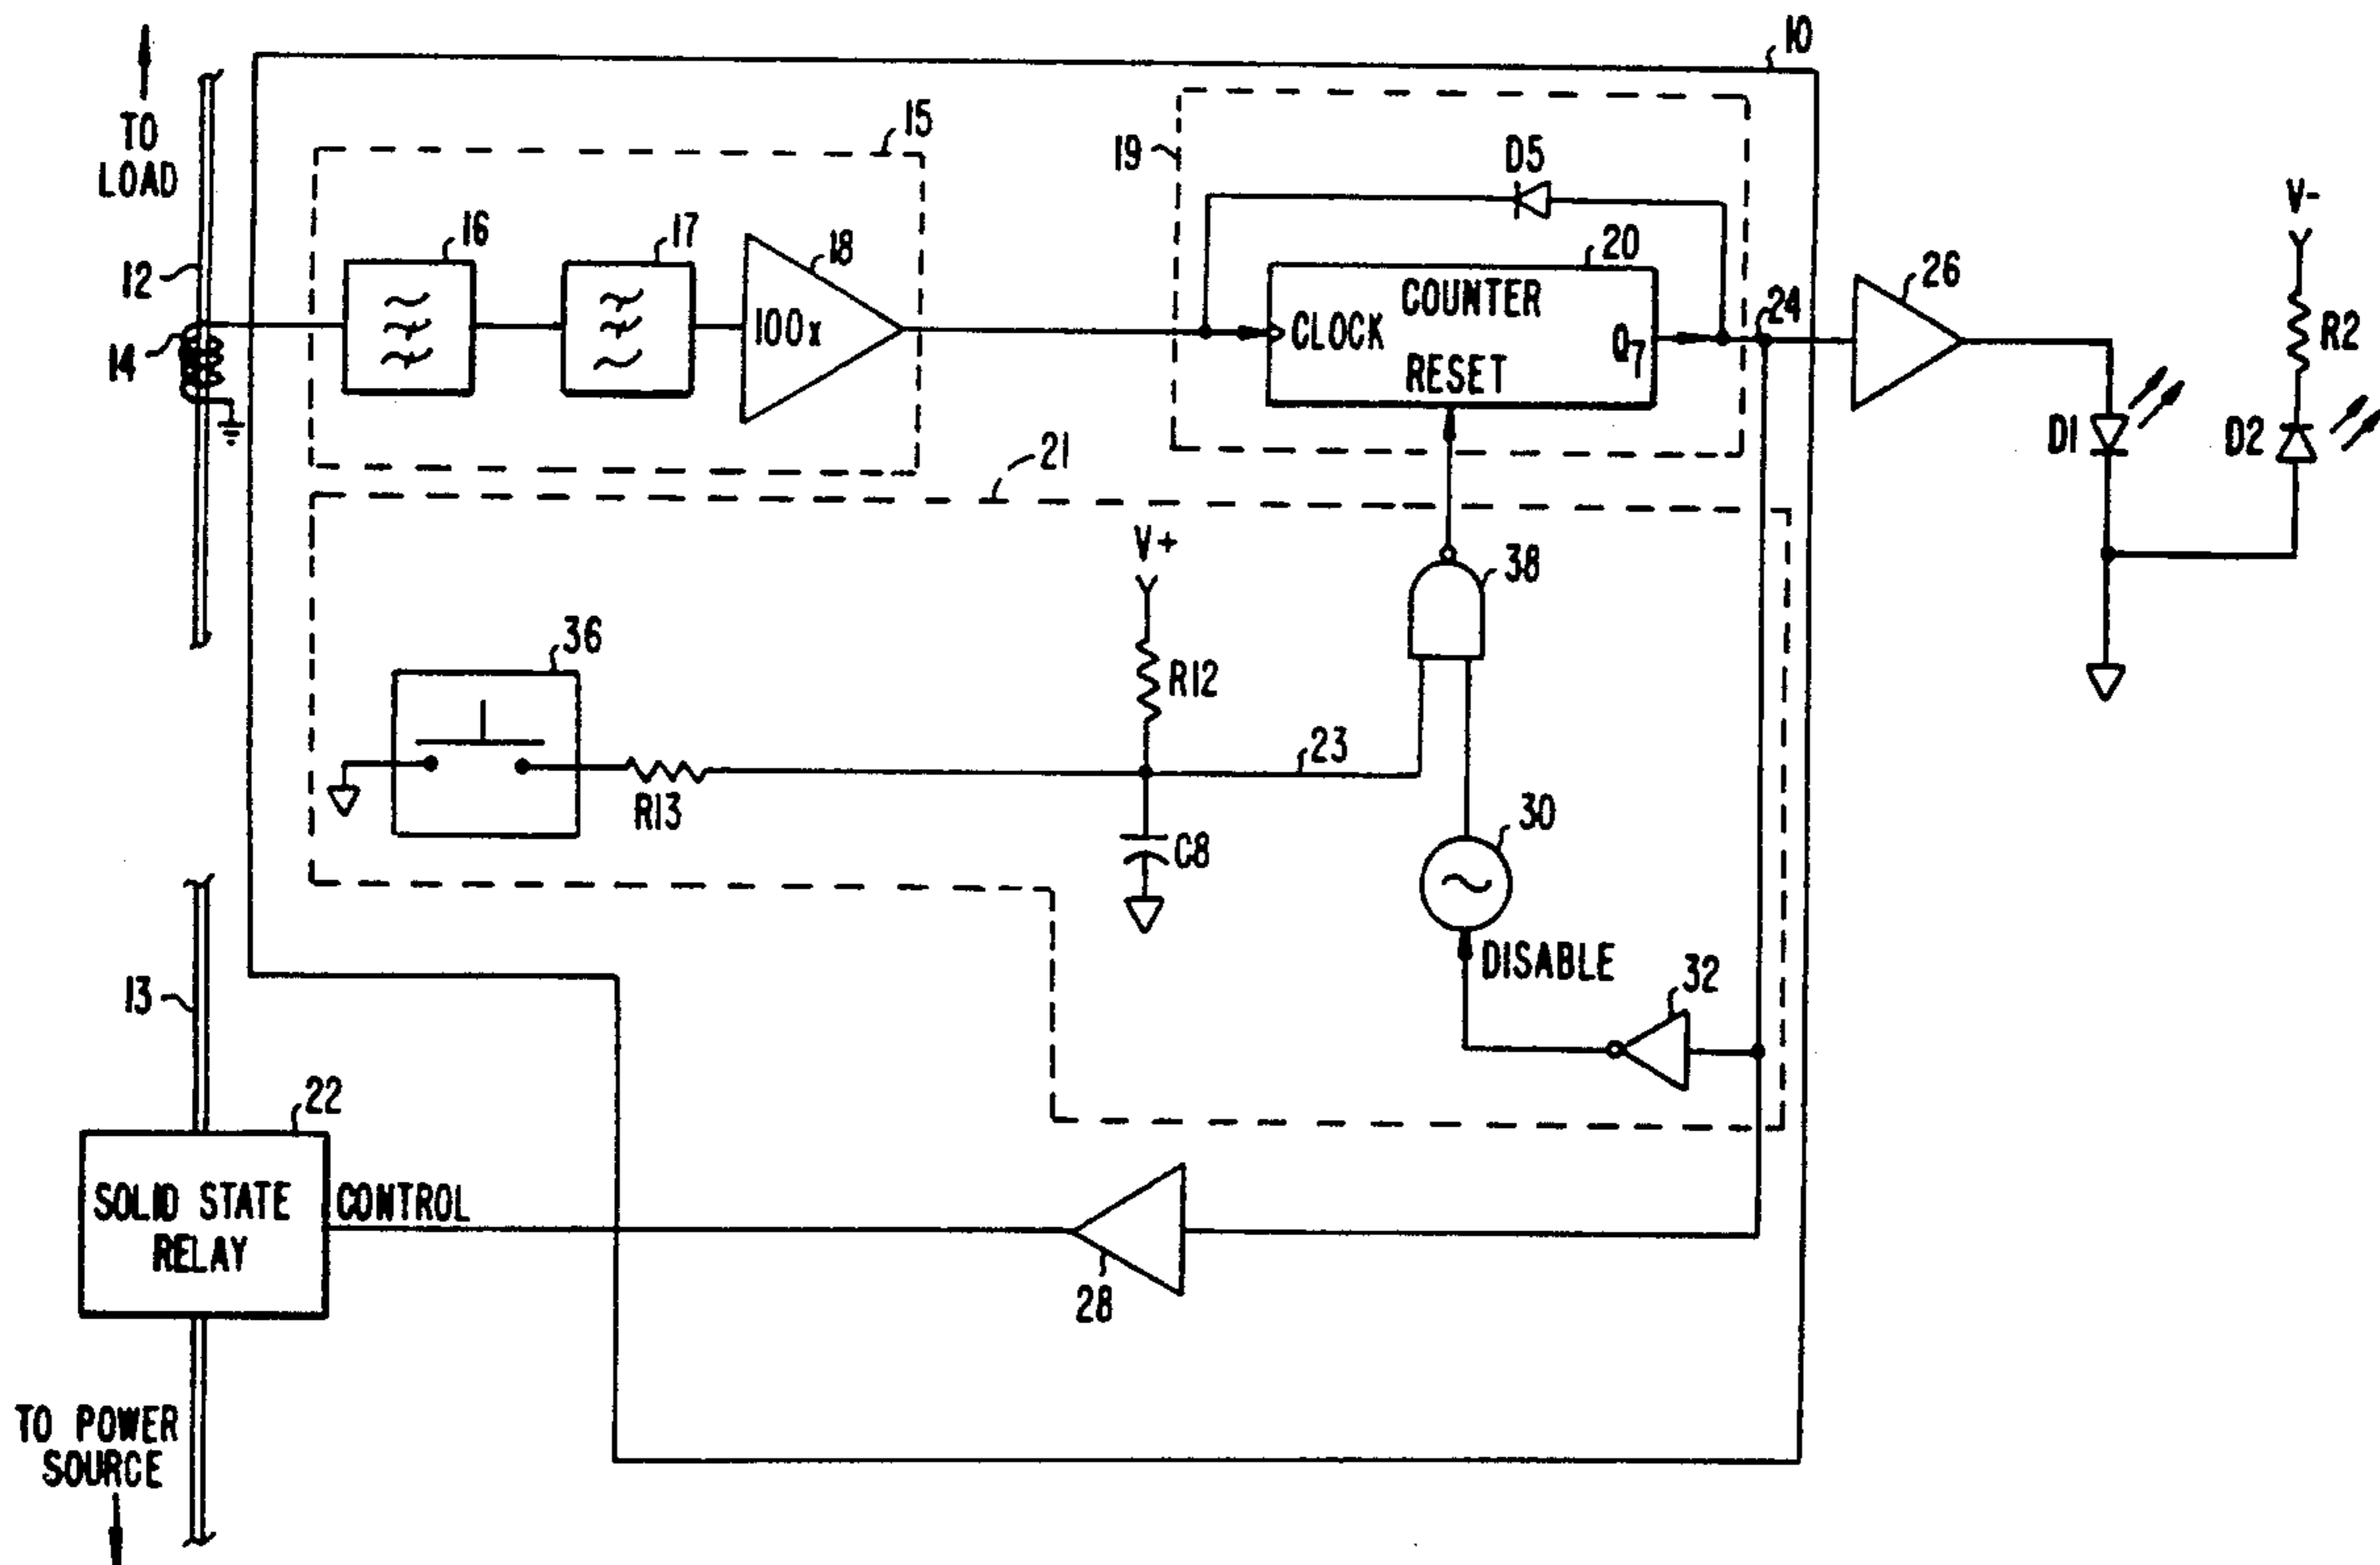 10
TO
LOAD
15
19
D5
16
17
18
20
26
V-
12
100x
COUNTER
CLOCK
RESET
Q7
24
R2
14
D1
D2
21
V+
38
36
R12
23
R13
C8
30
DISABLE
13
32
22
SOLID STATE
RELAY
CONTROL
28
TO POWER
SOURCE